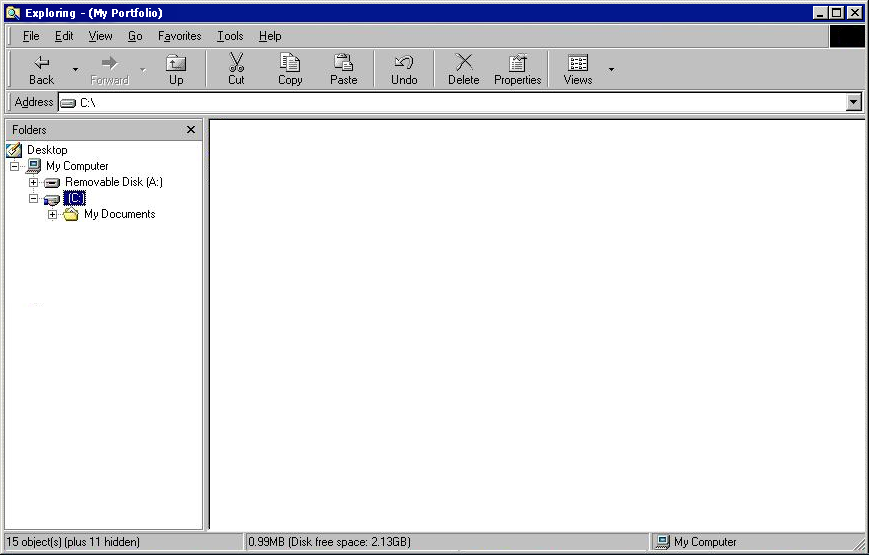 Exploring - (My Portfolio)
File Edit View Go Favorites Tools Help
Back Forward Up Cut Copy Paste Undo Delete Properties Views
Address C:\
Folders
Desktop
My Computer
Removable Disk (A:)
(C:)
My Documents
15 object(s) (plus 11 hidden) 0.99MB (Disk free space: 2.13GB) My Computer